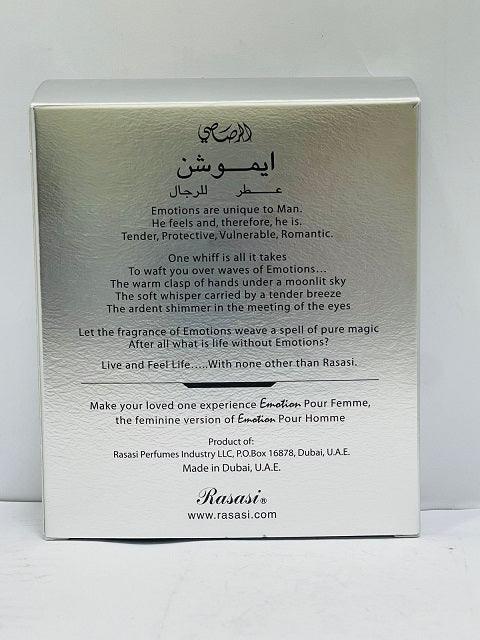 الرصاصي
ايموشن
عطر للرجال
Emotions are unique to Man.
He feels and, therefore, he is.
Tender, Protective, Vulnerable, Romantic.
One whiff is all it takes
To waft you over waves of Emotions...
The warm clasp of hands under a moonlit sky
The soft whisper carried by a tender breeze
The ardent shimmer in the meeting of the eyes
Let the fragrance of Emotions weave a spell of pure magic
After all what is life without Emotions?
Live and Feel Life.....With none other than Rasasi.
Make your loved one experience Emotion Pour Femme,
the feminine version of Emotion Pour Homme
Product of:
Rasasi Perfumes Industry LLC, P.O.Box 16878, Dubai, U.A.E.
Made in Dubai, U.A.E.
Rasasi®
www.rasasi.com